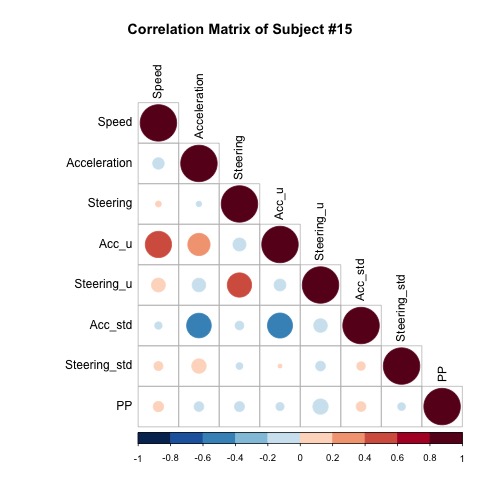 Correlation Matrix of Subject #15
Speed
Acceleration
Steering
Acc_u
Steering_u
Acc_std
Steering_std
PP
Speed
Acceleration
Steering
Acc_u
Steering_u
Acc_std
Steering_std
PP
-1 -0.8 -0.6 -0.4 -0.2 0 0.2 0.4 0.6 0.8 1